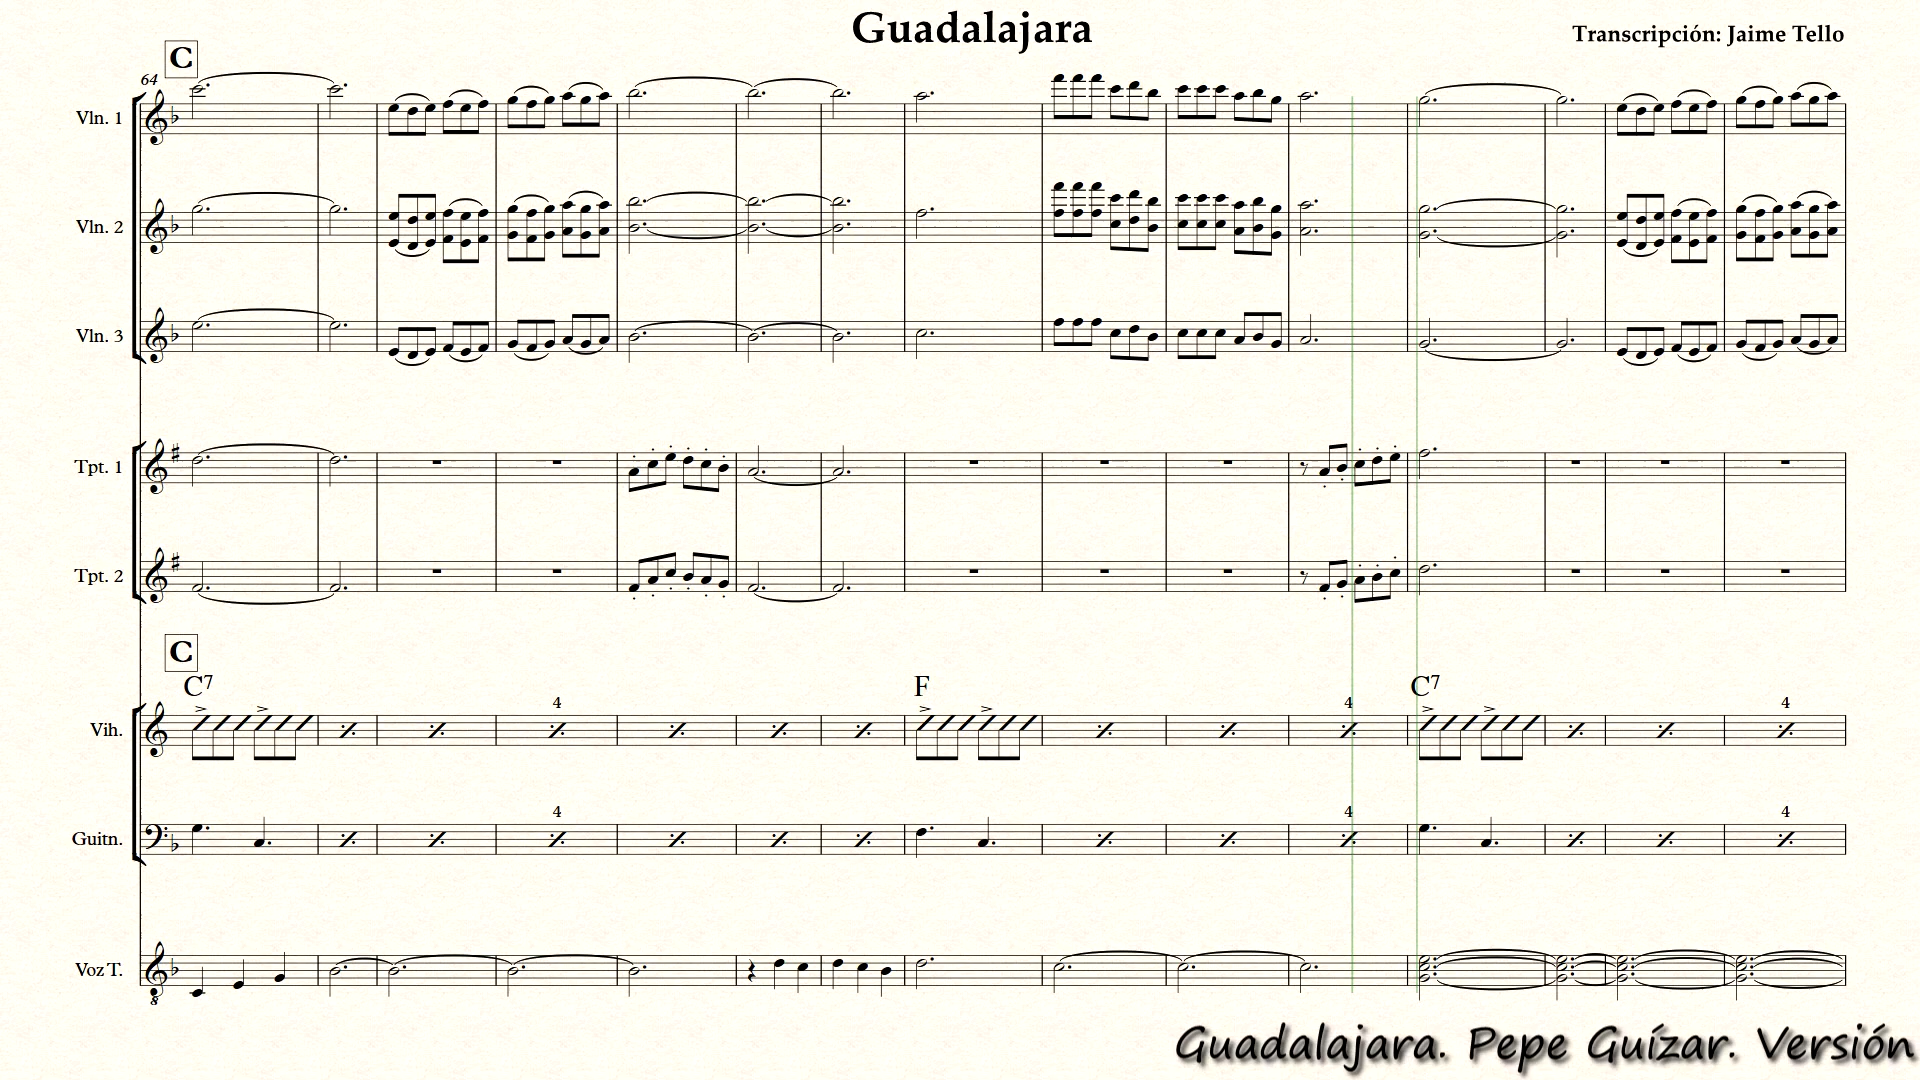 Guadalajara
Transcripción: Jaime Tello
C
64
Vln. 1
Vln. 2
Vln. 3
Tpt. 1
Tpt. 2
C
C7 F C7
4 4 4
Vih.
4 4 4
Guitn.
Voz T.
8
Guadalajara. Pepe Guízar. Versión